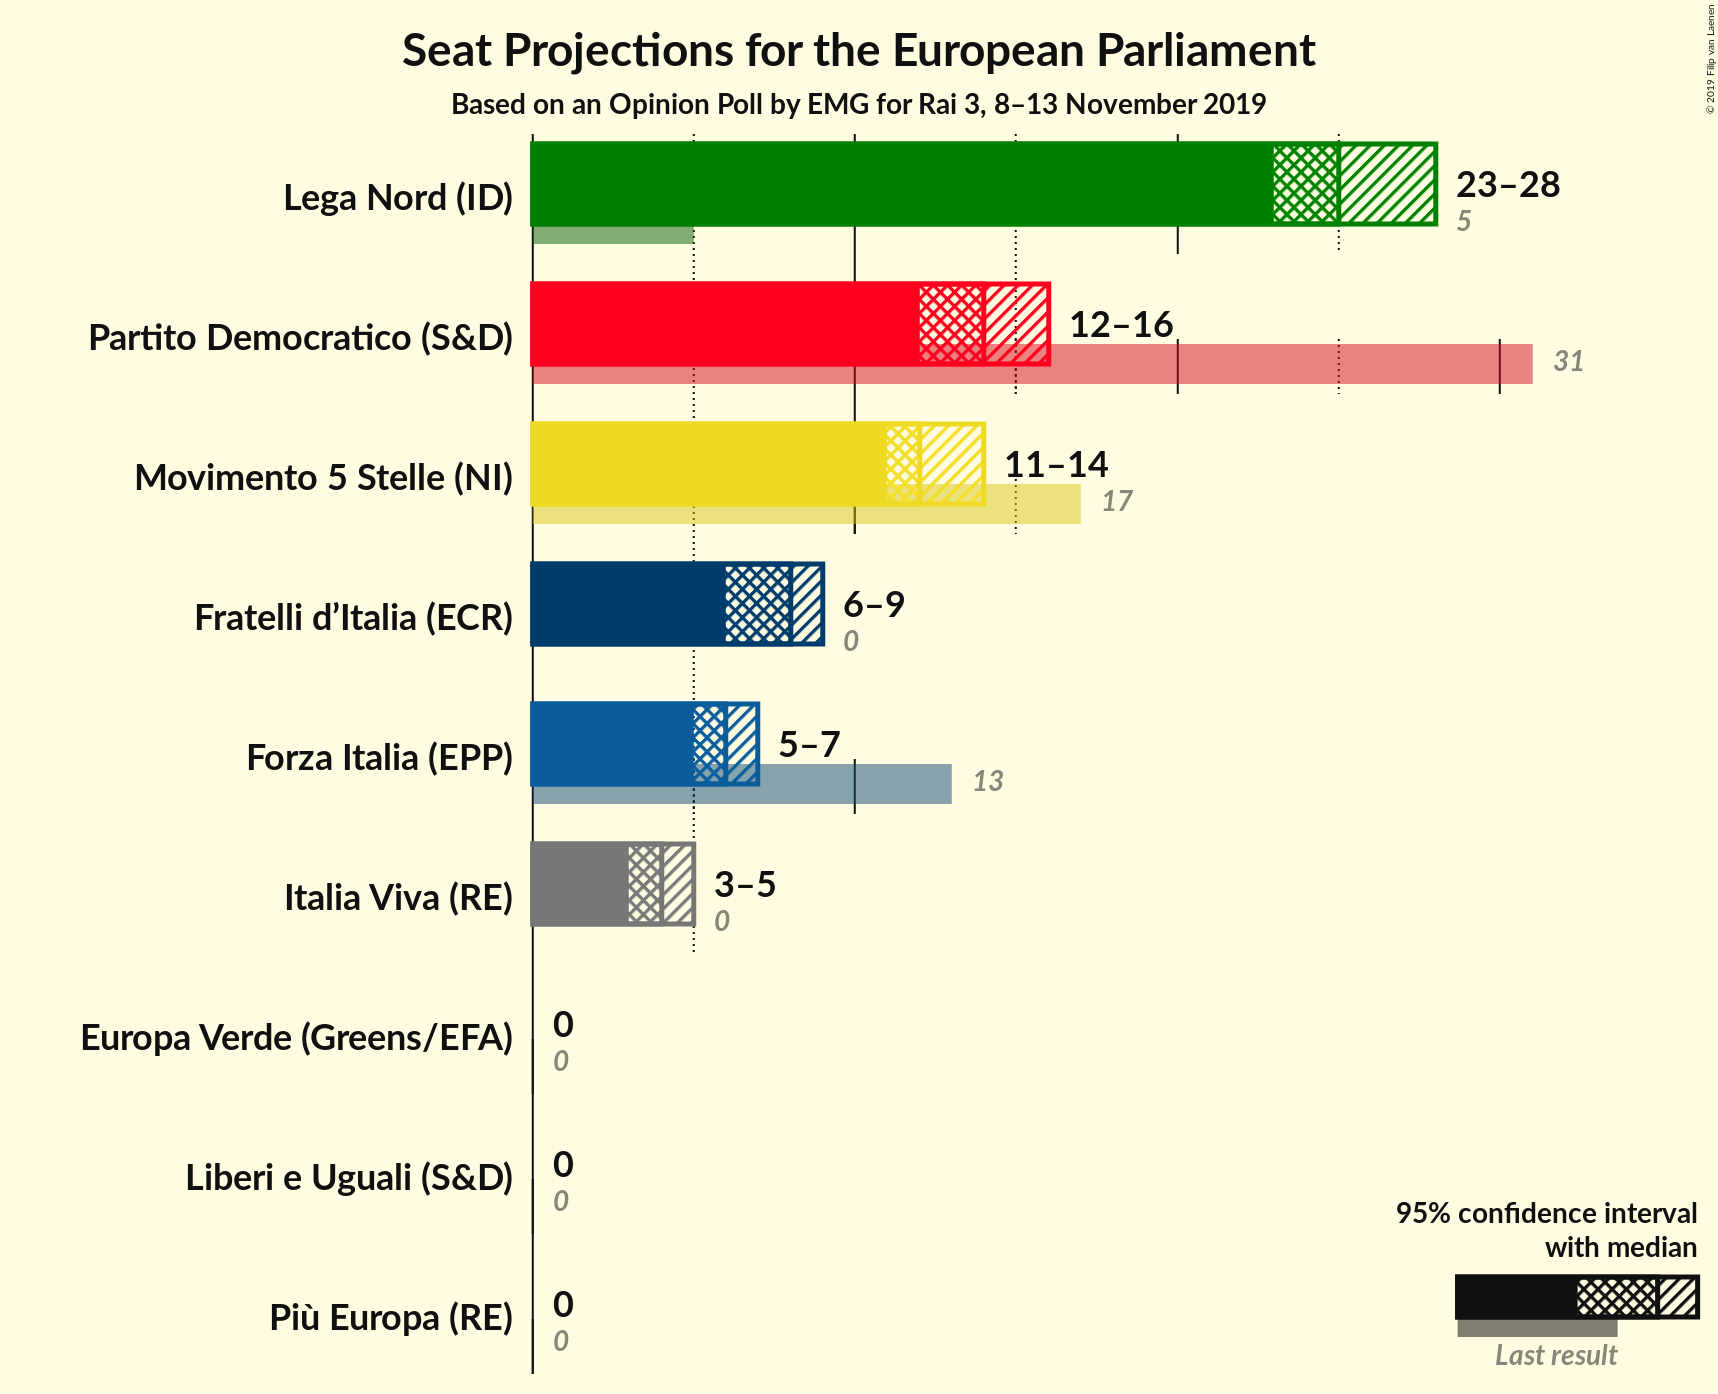 Seat Projections for the European Parliament
Based on an Opinion Poll by EMG for Rai 3, 8–13 November 2019
© 2019 Filip van Laenen
Lega Nord (ID)
23–28
5
Partito Democratico (S&D)
12–16
31
Movimento 5 Stelle (NI)
11–14
17
Fratelli d’Italia (ECR)
6–9
0
Forza Italia (EPP)
5–7
13
Italia Viva (RE)
3–5
0
Europa Verde (Greens/EFA)
0
0
Liberi e Uguali (S&D)
0
0
Più Europa (RE)
0
0
95% confidence interval
with median
Last result